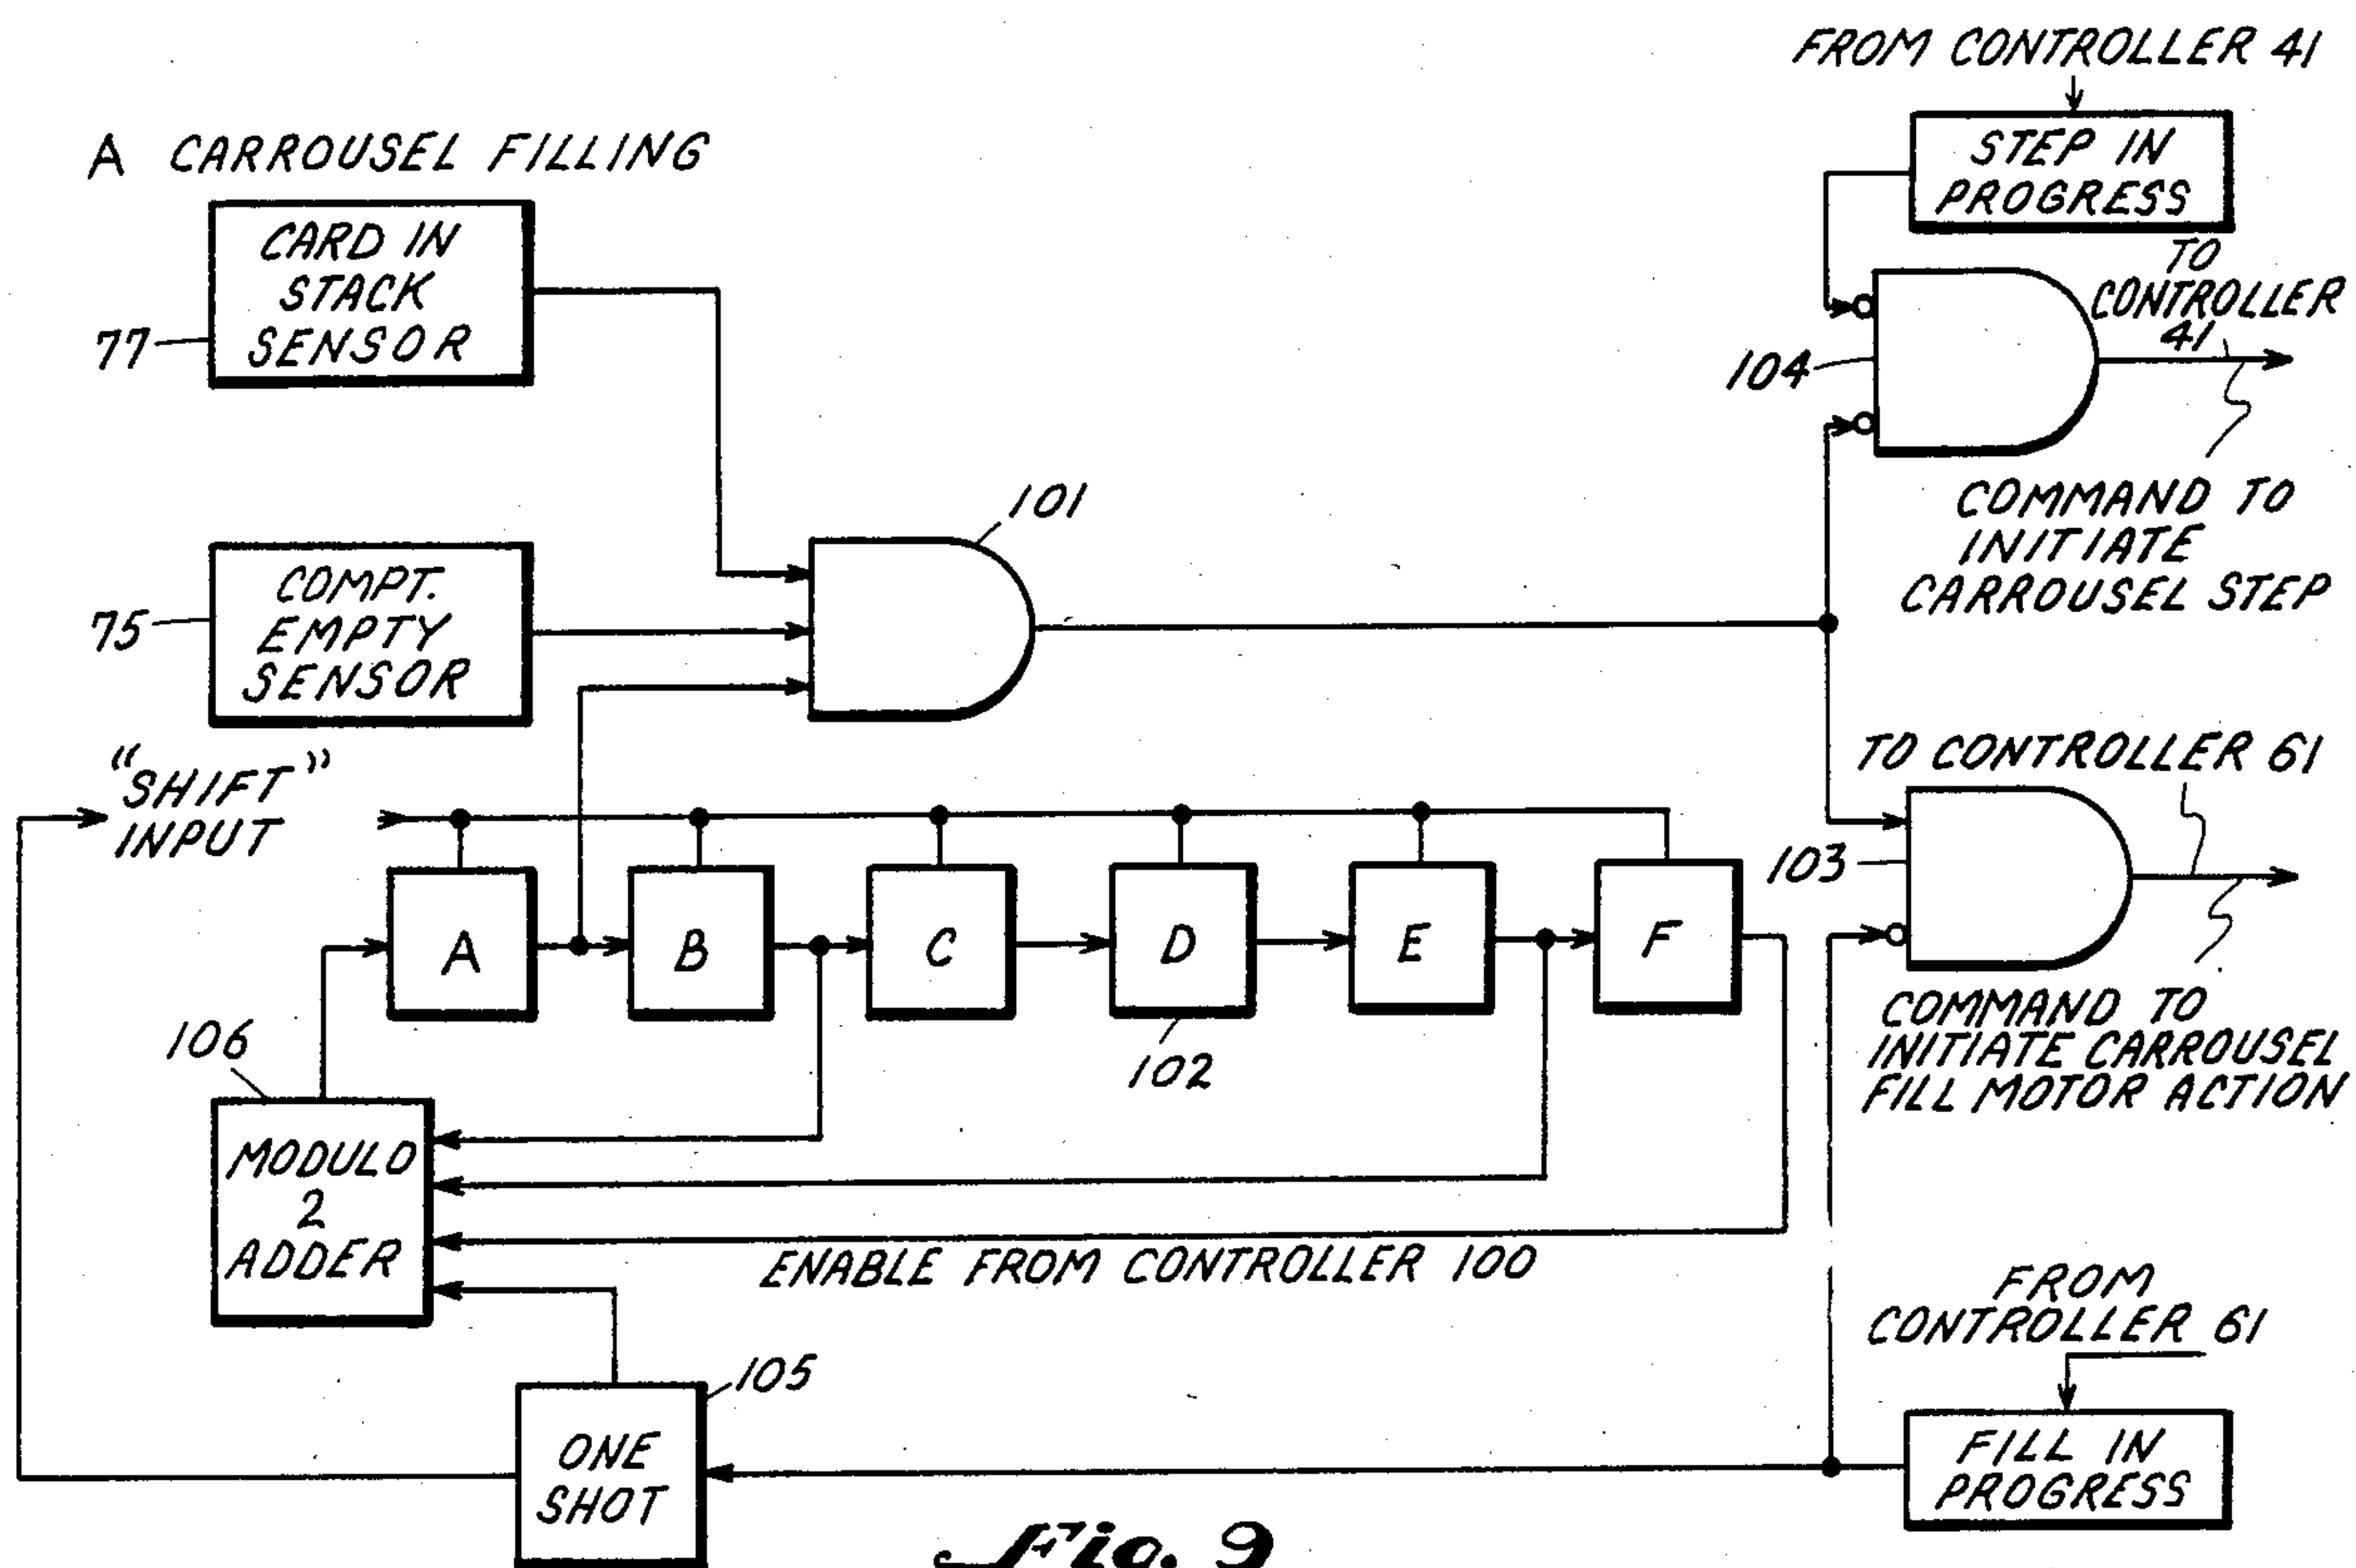 FROM CONTROLLER 41
A CARROUSEL FILLING
STEP IN
PROGRESS
CARD IN
STACK
SENSOR
77
TO
CONTROLLER
41
104
COMMAND TO
INITIATE
CARROUSEL STEP
101
COMPT.
EMPTY
SENSOR
75
"SHIFT"
INPUT
TO CONTROLLER 61
103
A
B
C
D
E
F
102
COMMAND TO
INITIATE CARROUSEL
FILL MOTOR ACTION
106
MODULO
2
ADDER
ENABLE FROM CONTROLLER 100
FROM
CONTROLLER 61
105
ONE
SHOT
FILL IN
PROGRESS
Fig. 9